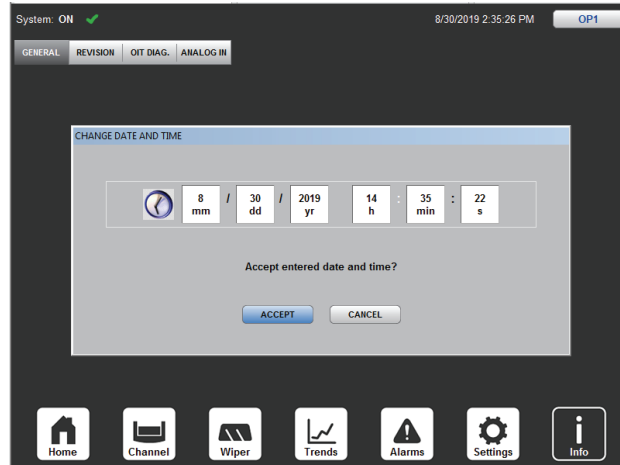 System: ON 8/30/2019 2:35:26 PM OP1
GENERAL REVISION OIT DIAG. ANALOG IN
CHANGE DATE AND TIME
8 / 30 / 2019 14 : 35 : 22
mm dd yr h min s
Accept entered date and time?
ACCEPT CANCEL
Home Channel Wiper Trends Alarms Settings Info